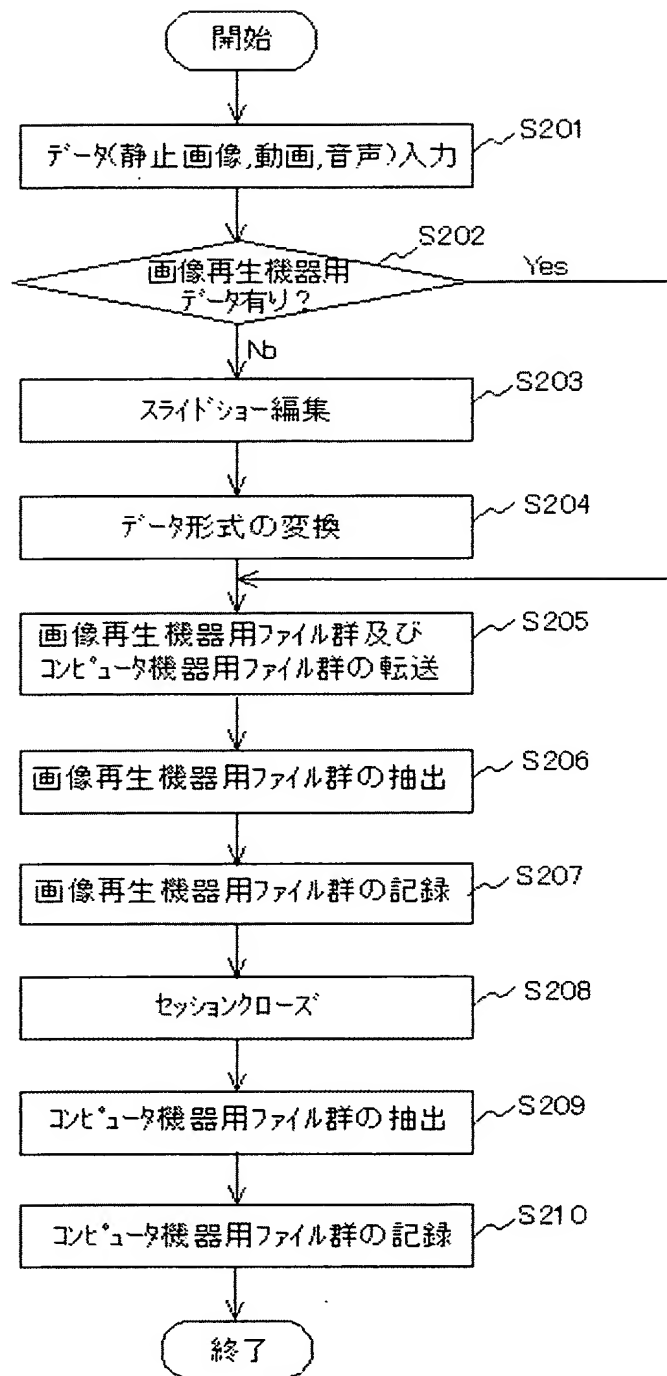 開始
データ(静止画像,動画,音声)入力
S201
S202
画像再生機器用
データ有り?
Yes
No
スライドショー編集
S203
データ形式の変換
S204
画像再生機器用ファイル群及び
コンピュータ機器用ファイル群の転送
S205
画像再生機器用ファイル群の抽出
S206
画像再生機器用ファイル群の記録
S207
セッションクローズ
S208
コンピュータ機器用ファイル群の抽出
S209
コンピュータ機器用ファイル群の記録
S210
終了